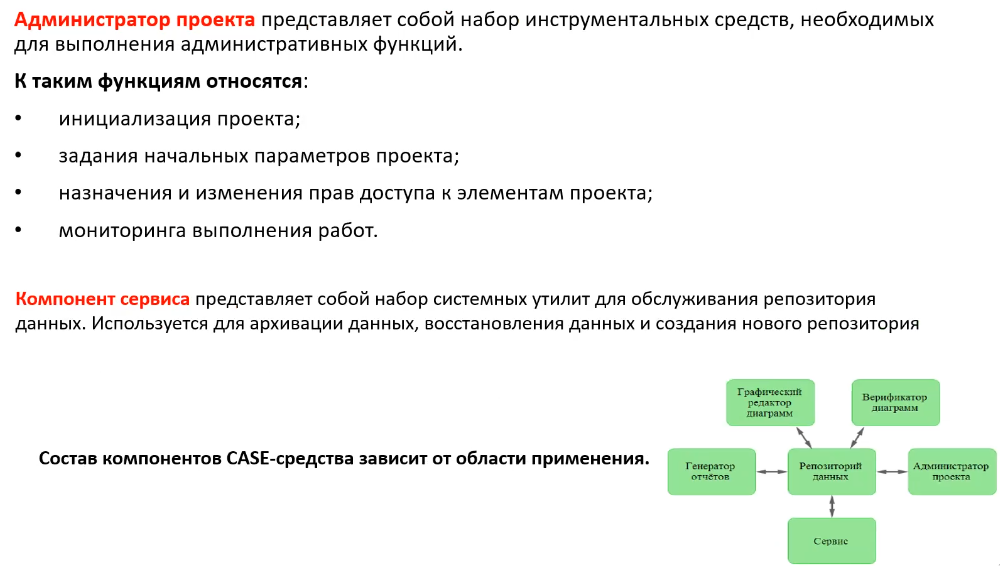 Администратор проекта представляет собой набор инструментальных средств, необходимых
для выполнения административных функций.
К таким функциям относятся:
• инициализация проекта;
• задания начальных параметров проекта;
• назначения и изменения прав доступа к элементам проекта;
• мониторинга выполнения работ.
Компонент сервиса представляет собой набор системных утилит для обслуживания репозитория
данных. Используется для архивации данных, восстановления данных и создания нового репозитория
Состав компонентов CASE-средства зависит от области применения.
Графический
редактор
диаграмм
Верификатор
диаграмм
Генератор
отчётов
Репозиторий
данных
Администратор
проекта
Сервис